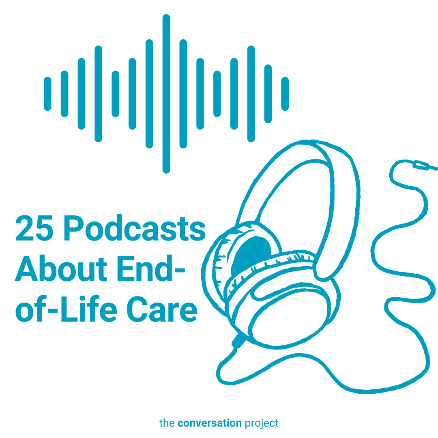 25 Podcasts
About End-
of-Life Care
the conversation project